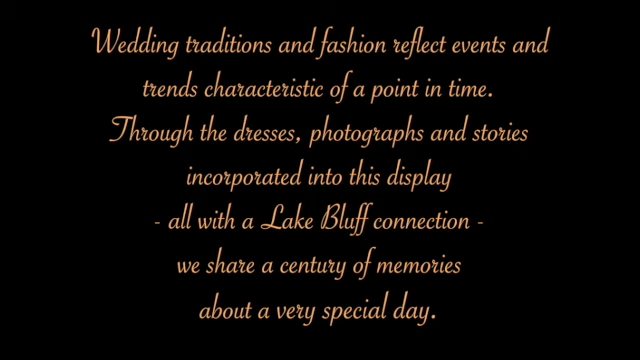 Wedding traditions and fashion reflect events and
trends characteristic of a point in time.
Through the dresses, photographs and stories
incorporated into this display
- all with a Lake Bluff connection -
we share a century of memories
about a very special day.